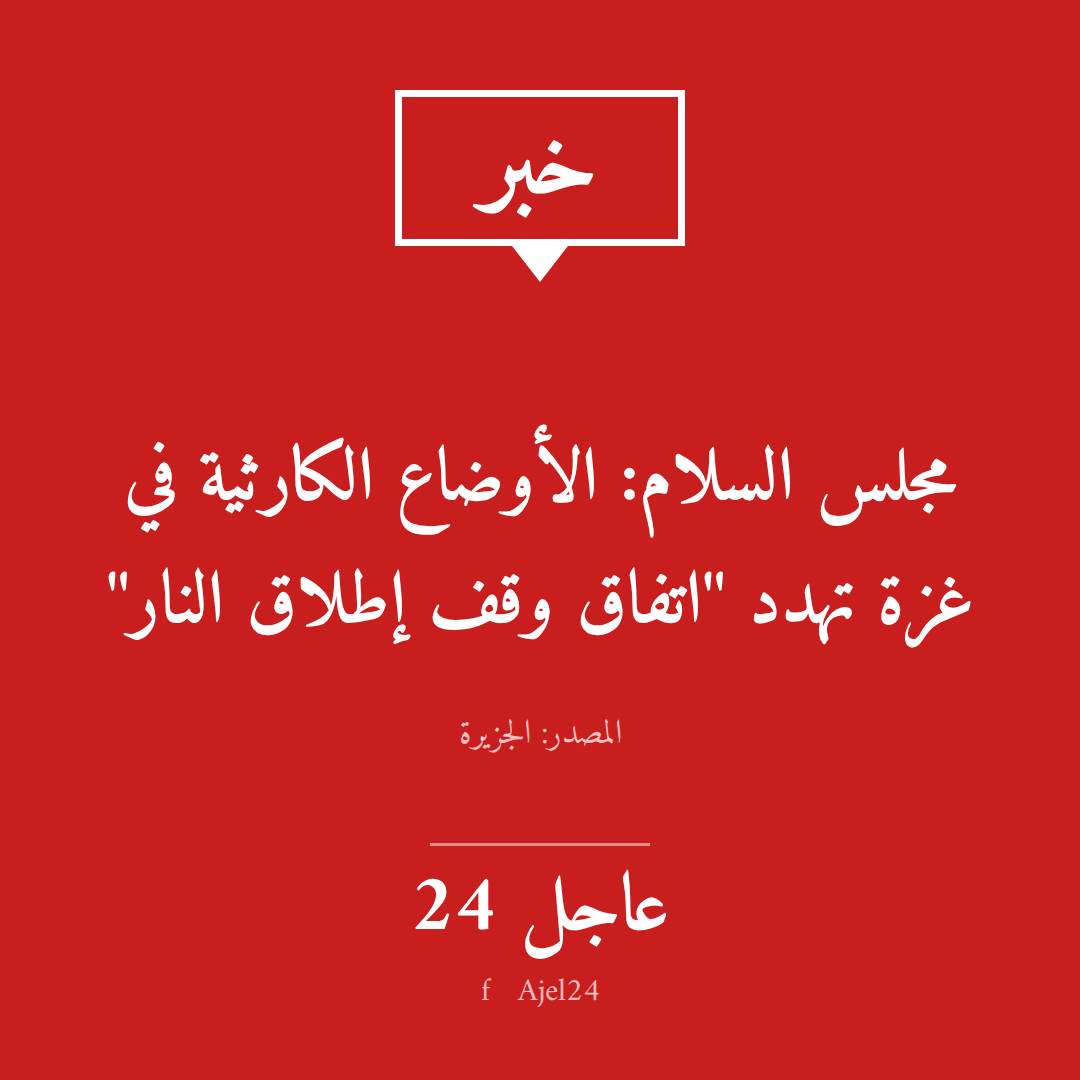 خبر
مجلس السلام: الأوضاع الكارثية في
غزة تهدد "اتفاق وقف إطلاق النار"
المصدر: الجزيرة
عاجل 24
f Ajel24